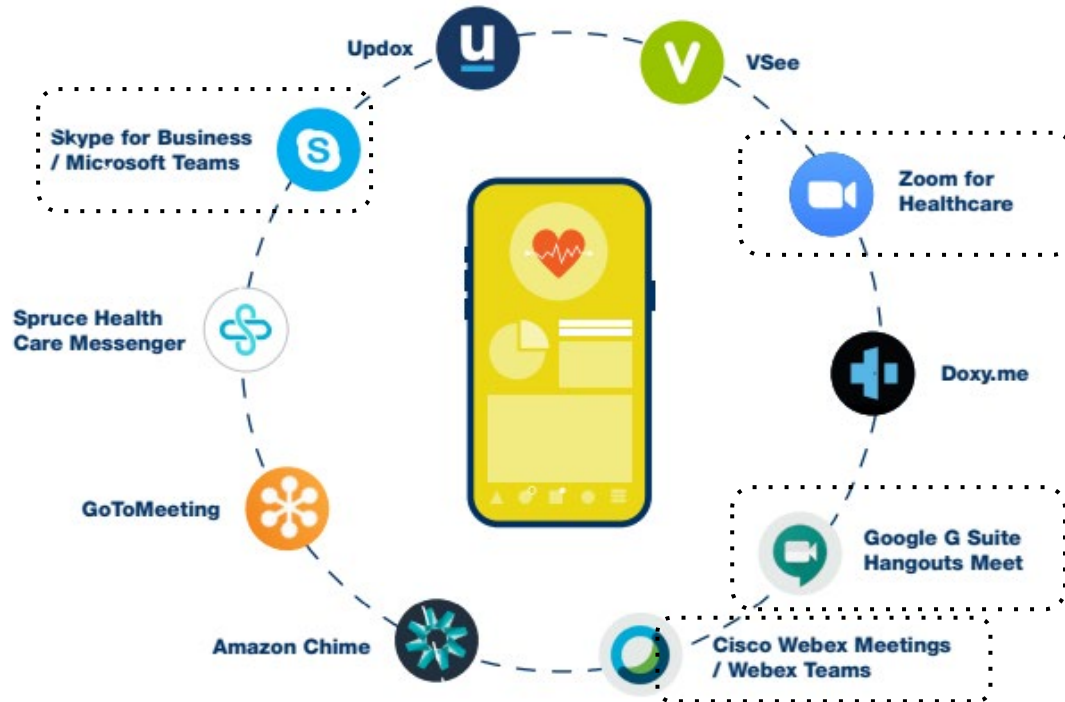 Updox
u
V
VSee
Skype for Business
/ Microsoft Teams
S
Zoom for
Healthcare
Spruce Health
Care Messenger
Doxy.me
GoToMeeting
Google G Suite
Hangouts Meet
Amazon Chime
Cisco Webex Meetings
/ Webex Teams